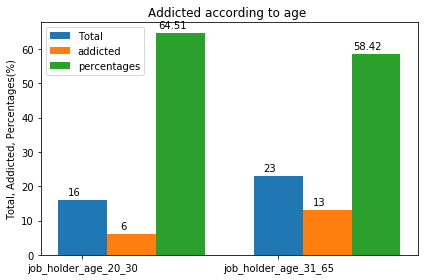 Addicted according to age
Total, Addicted, Percentages(%)
60
50
40
30
20
10
0
Total
addicted
percentages
16
6
64.51
23
13
58.42
job_holder_age_20_30
job_holder_age_31_65